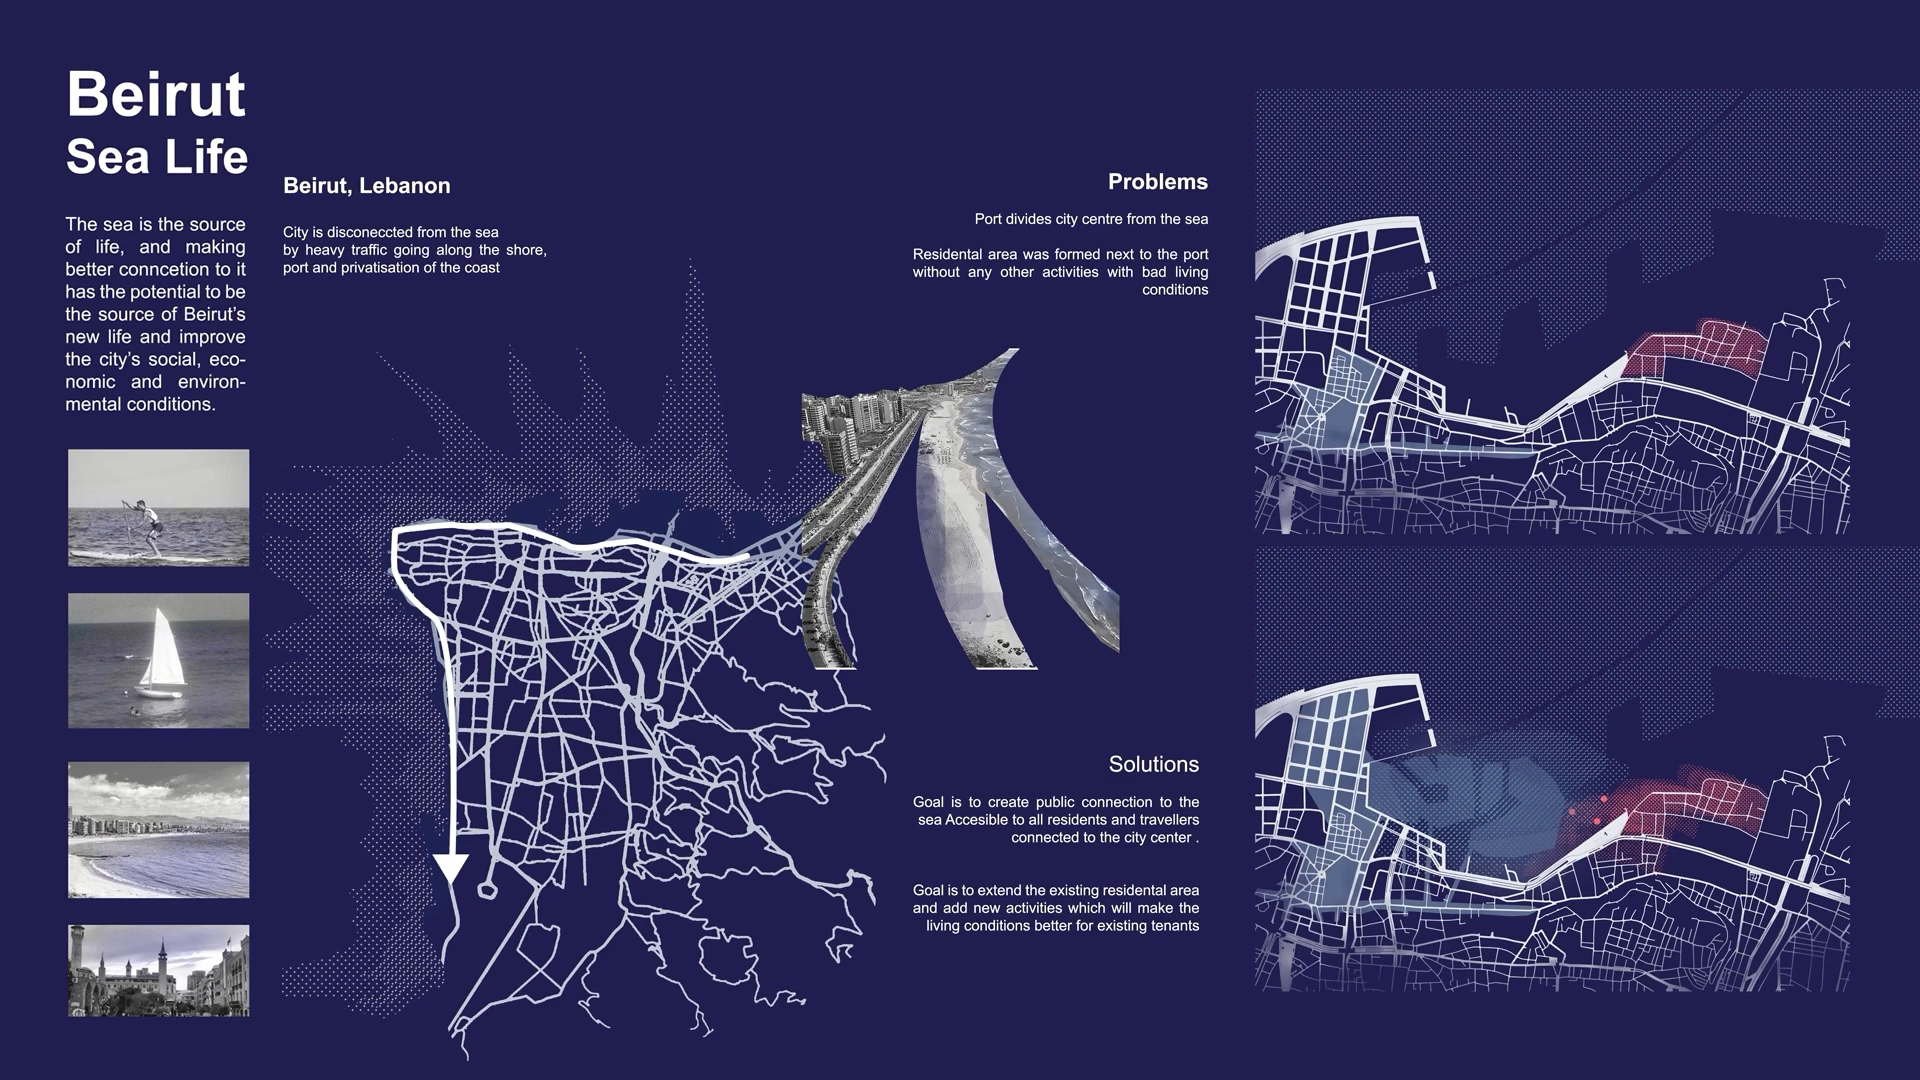 Beirut
Sea Life
The sea is the source
of life, and making
better conncetion to it
has the potential to be
the source of Beirut’s
new life and improve
the city’s social, eco-
nomic and environ-
mental conditions.
Beirut, Lebanon
City is disconeccted from the sea
by heavy traffic going along the shore,
port and privatisation of the coast
Problems
Port divides city centre from the sea
Residental area was formed next to the port
without any other activities with bad living
conditions
Solutions
Goal is to create public connection to the
sea Accesible to all residents and travellers
connected to the city center .
Goal is to extend the existing residental area
and add new activities which will make the
living conditions better for existing tenants